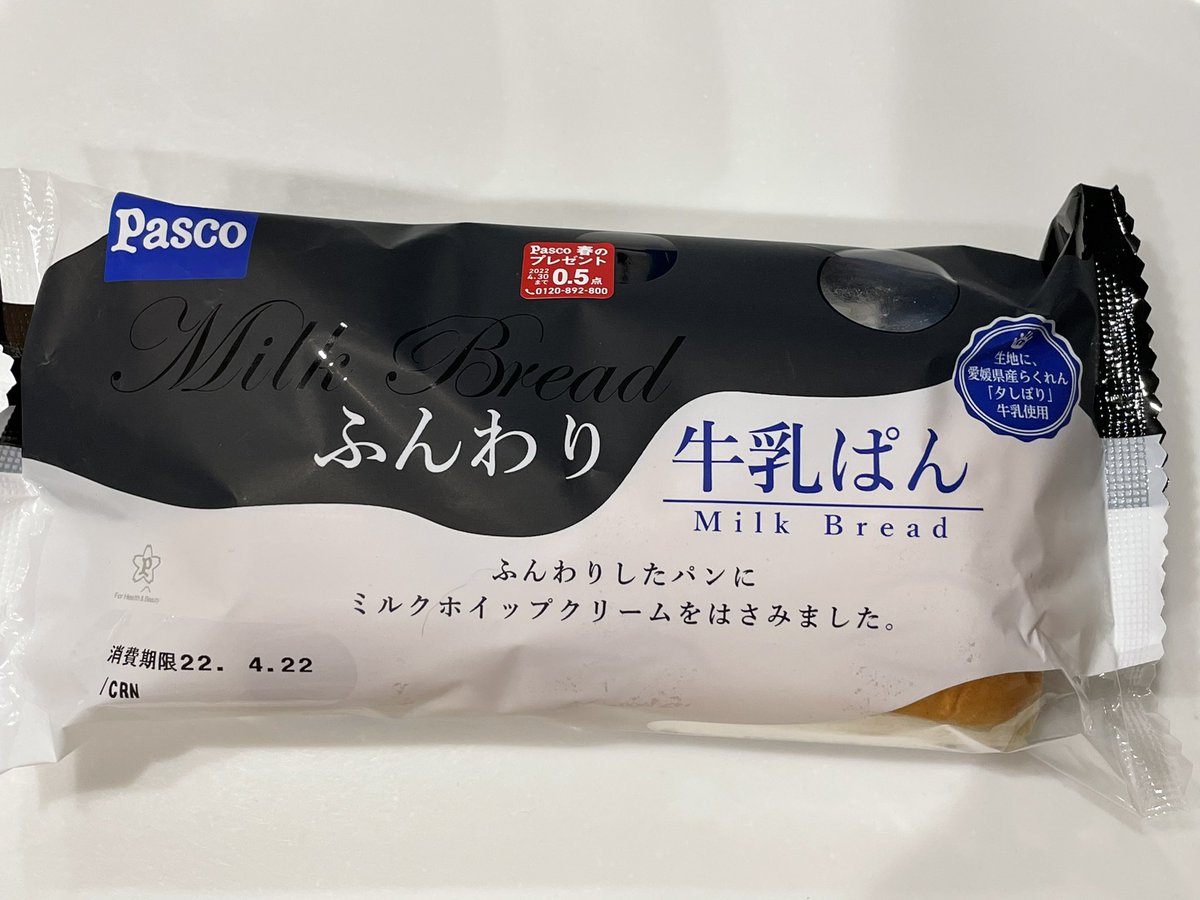 Pasco
Pasco 春の
プレゼント
2022
4.30
まで
0.5点
0120-892-800
Milk Bread
生地に、
愛媛県産らくれん
「夕しぼり」
牛乳使用
ふんわり
牛乳ぱん
Milk Bread
ふんわりしたパンに
ミルクホイップクリームをはさみました。
P
For Health & Beauty
消費期限22. 4.22
/CRN